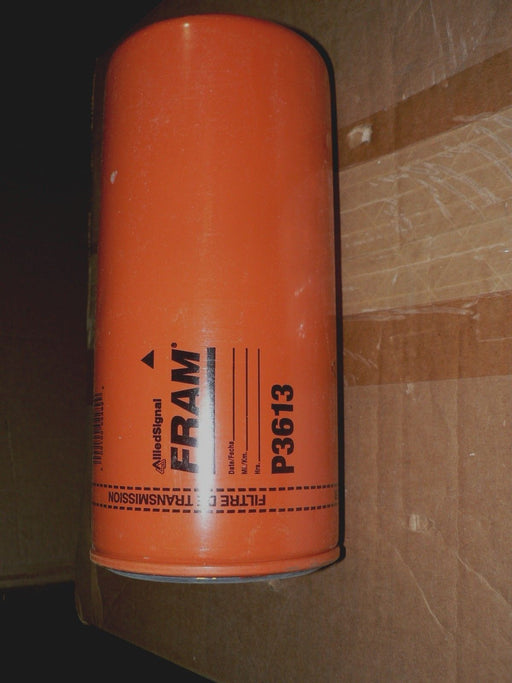 AlliedSignal
FRAM®
Date/Fecha
Mi./Km.
Hrs.
P3613
FILTRE DE TRANSMISSION